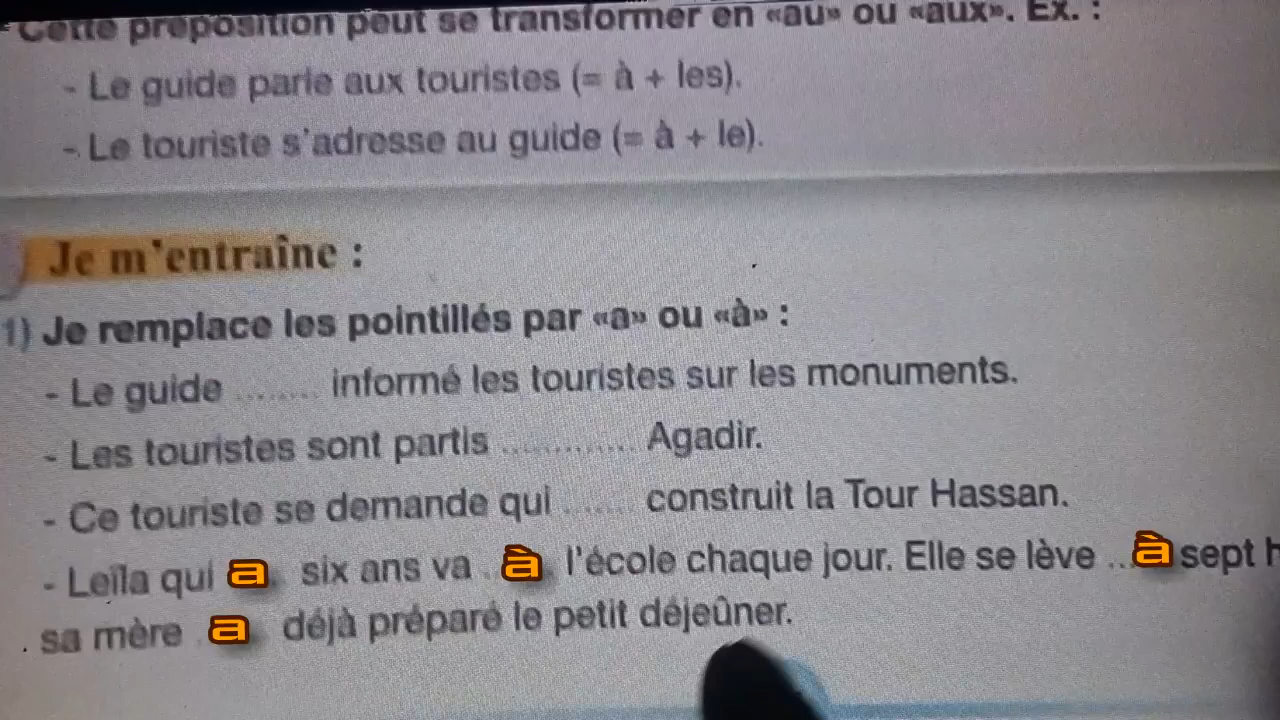 - Cette préposition peut se transformer en «au» ou «aux». Ex. :
- Le guide parle aux touristes (= à + les).
- Le touriste s'adresse au guide (= à + le).
Je m'entraîne :
1) Je remplace les pointillés par «a» ou «à» :
- Le guide ........ informé les touristes sur les monuments.
- Les touristes sont partis ............. Agadir.
- Ce touriste se demande qui ....... construit la Tour Hassan.
- Leïla qui a six ans va à l'école chaque jour. Elle se lève ...à sept
sa mère a déjà préparé le petit déjeûner.